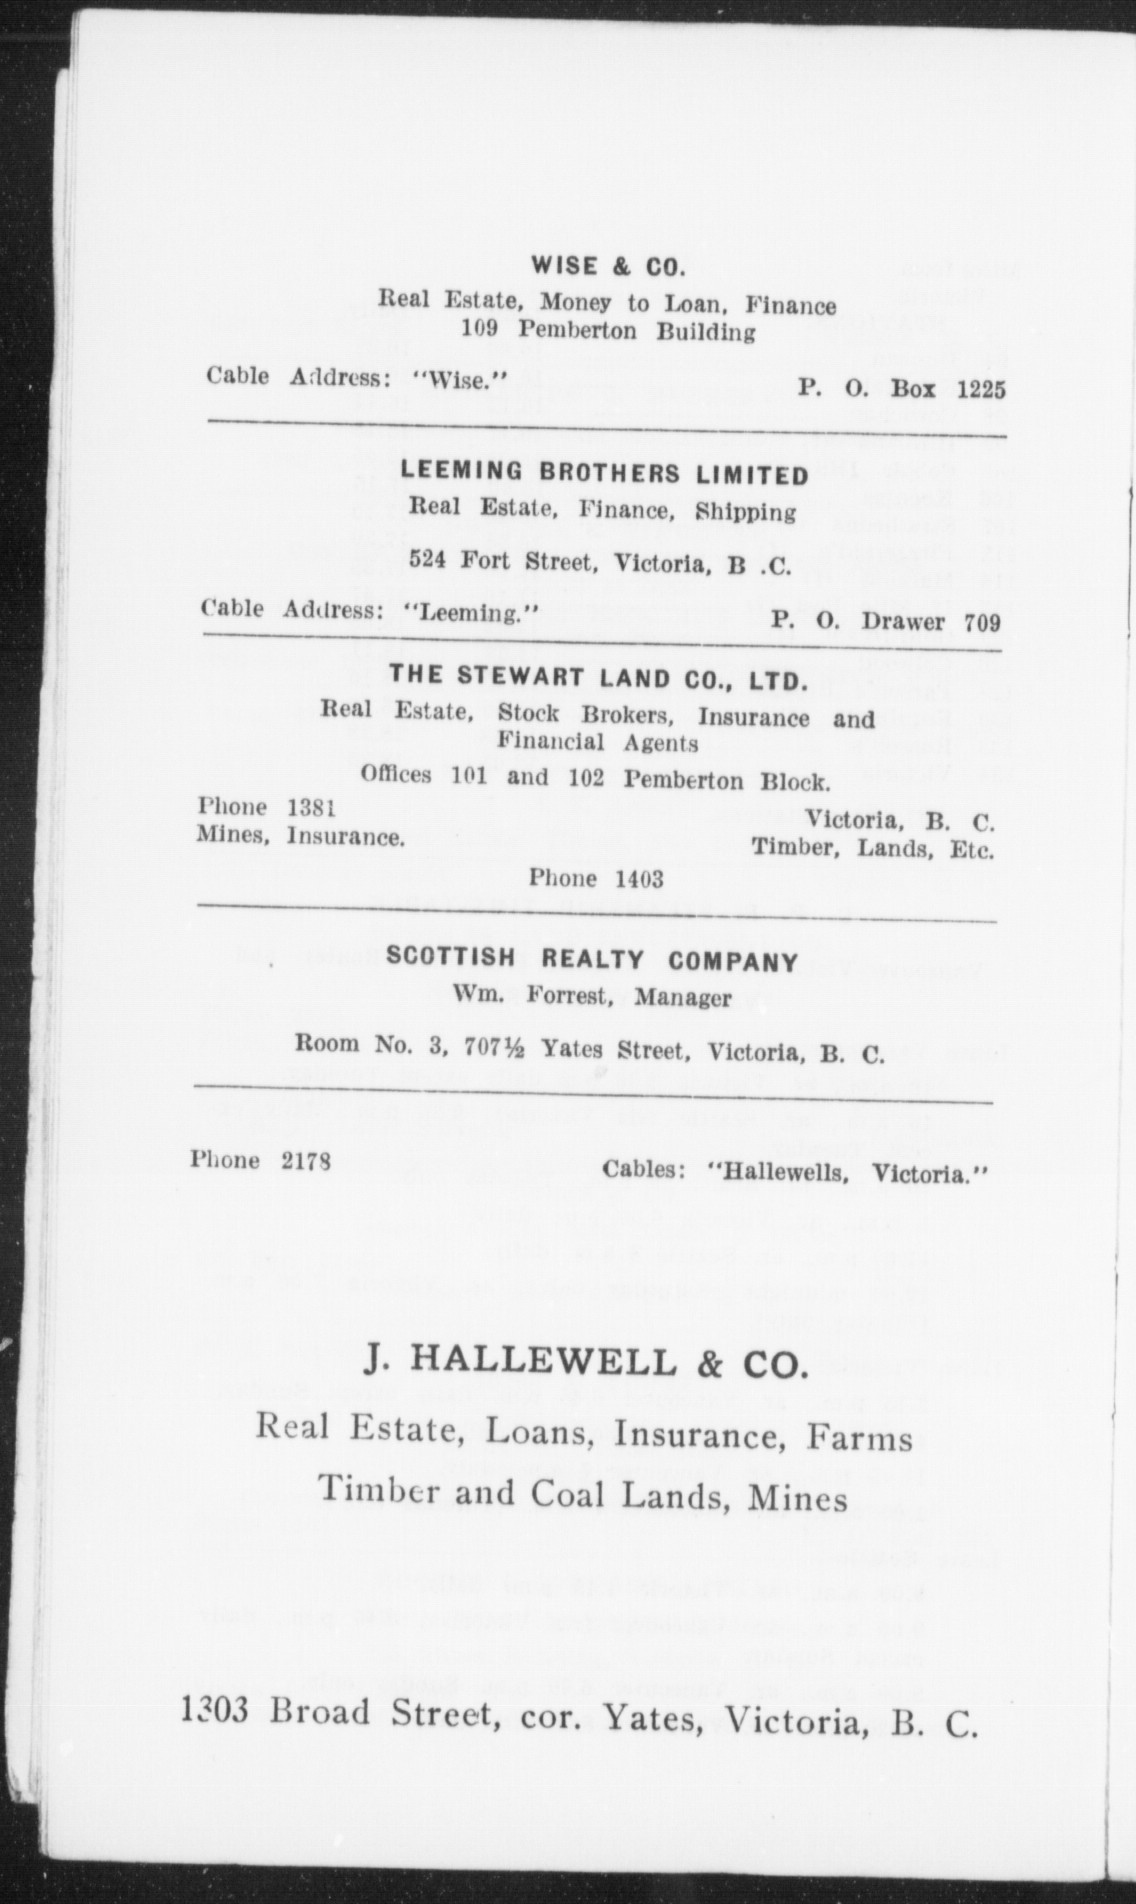 WISE & CO.
Real Estate, Money to Loan, Finance
109 Pemberton Building
Cable Address: "Wise." P. O. Box 1225
LEEMING BROTHERS LIMITED
Real Estate, Finance, Shipping
524 Fort Street, Victoria, B .C.
Cable Address: "Leeming." P. O. Drawer 709
THE STEWART LAND CO., LTD.
Real Estate, Stock Brokers, Insurance and
Financial Agents
Offices 101 and 102 Pemberton Block.
Phone 1381 Victoria, B. C.
Mines, Insurance. Timber, Lands, Etc.
Phone 1403
SCOTTISH REALTY COMPANY
Wm. Forrest, Manager
Room No. 3, 707½ Yates Street, Victoria, B. C.
Phone 2178 Cables: "Hallewells, Victoria."
J. HALLEWELL & CO.
Real Estate, Loans, Insurance, Farms
Timber and Coal Lands, Mines
1303 Broad Street, cor. Yates, Victoria, B. C.